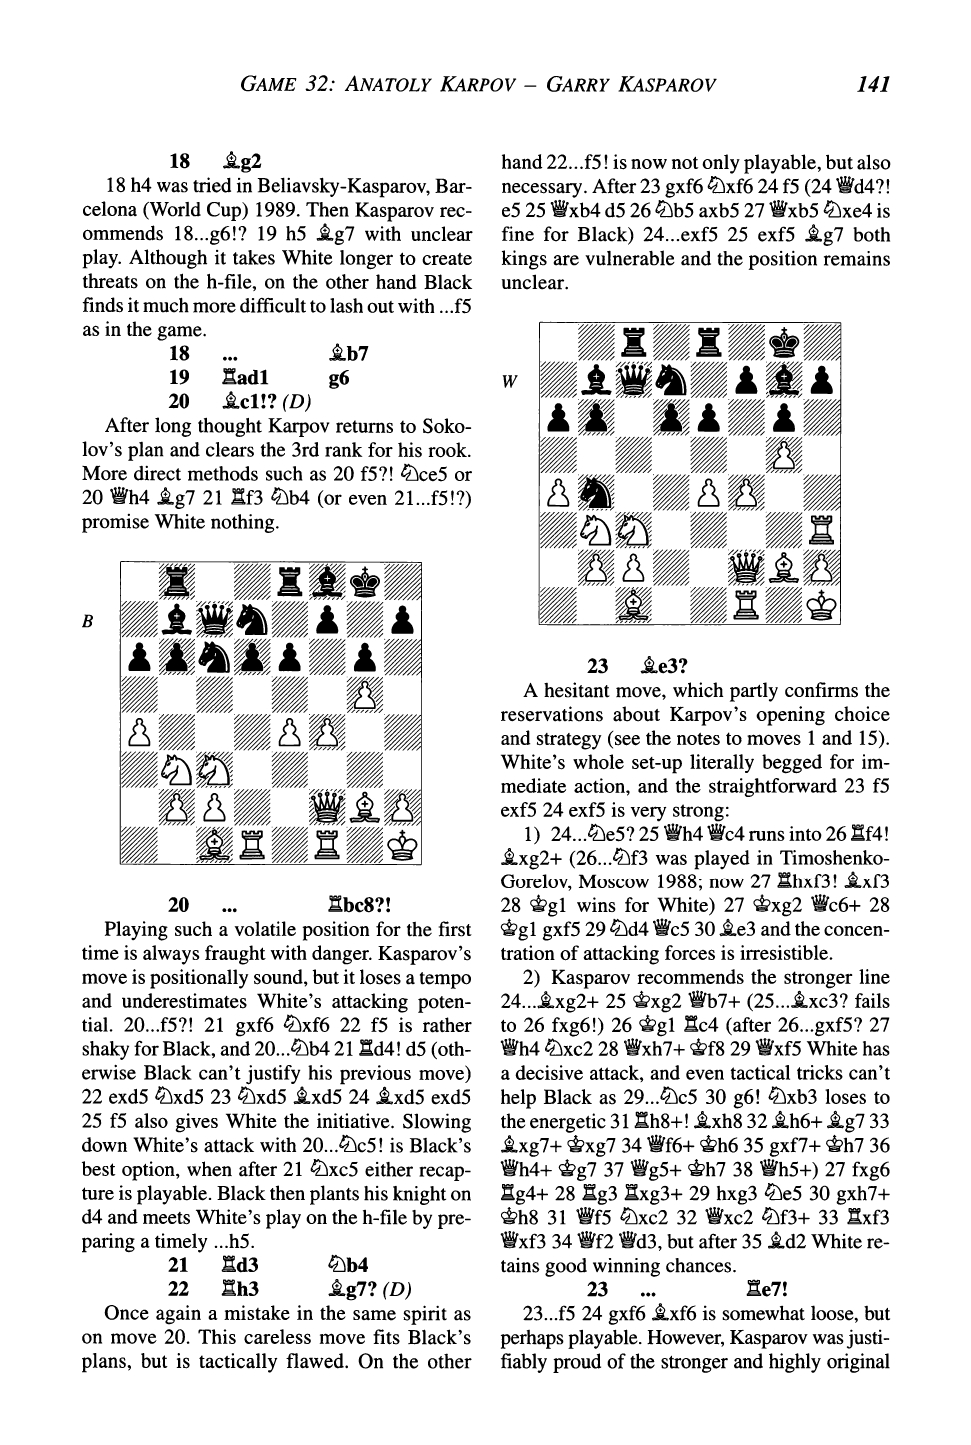 GAME 32: ANATOLY KARPOV – GARRY KASPAROV 141
18 ♗g2
18 h4 was tried in Beliavsky-Kasparov, Bar-
celona (World Cup) 1989. Then Kasparov rec-
ommends 18...g6!? 19 h5 ♗g7 with unclear
play. Although it takes White longer to create
threats on the h-file, on the other hand Black
finds it much more difficult to lash out with ...f5
as in the game.
18 ... ♗b7
19 ♖ad1 g6
20 ♗c1!? (D)
After long thought Karpov returns to Soko-
lov's plan and clears the 3rd rank for his rook.
More direct methods such as 20 f5?! ♘ce5 or
20 ♕h4 ♗g7 21 ♖f3 ♘b4 (or even 21...f5!?)
promise White nothing.
B
20 ... ♖bc8?!
Playing such a volatile position for the first
time is always fraught with danger. Kasparov's
move is positionally sound, but it loses a tempo
and underestimates White's attacking poten-
tial. 20...f5?! 21 gxf6 ♘xf6 22 f5 is rather
shaky for Black, and 20...♘b4 21 ♖d4! d5 (oth-
erwise Black can't justify his previous move)
22 exd5 ♘xd5 23 ♘xd5 ♗xd5 24 ♗xd5 exd5
25 f5 also gives White the initiative. Slowing
down White's attack with 20...♘c5! is Black's
best option, when after 21 ♘xc5 either recap-
ture is playable. Black then plants his knight on
d4 and meets White's play on the h-file by pre-
paring a timely ...h5.
21 ♖d3 ♘b4
22 ♖h3 ♗g7? (D)
Once again a mistake in the same spirit as
on move 20. This careless move fits Black's
plans, but is tactically flawed. On the other
hand 22...f5! is now not only playable, but also
necessary. After 23 gxf6 ♘xf6 24 f5 (24 ♕d4?!
e5 25 ♕xb4 d5 26 ♘b5 axb5 27 ♕xb5 ♘xe4 is
fine for Black) 24...exf5 25 exf5 ♗g7 both
kings are vulnerable and the position remains
unclear.
W
23 ♗e3?
A hesitant move, which partly confirms the
reservations about Karpov's opening choice
and strategy (see the notes to moves 1 and 15).
White's whole set-up literally begged for im-
mediate action, and the straightforward 23 f5
exf5 24 exf5 is very strong:
1) 24...♘e5? 25 ♕h4 ♕c4 runs into 26 ♖f4!
♗xg2+ (26...♘f3 was played in Timoshenko-
Gorelov, Moscow 1988; now 27 ♖hxf3! ♗xf3
28 ♔g1 wins for White) 27 ♔xg2 ♕c6+ 28
♔g1 gxf5 29 ♘d4 ♕c5 30 ♗e3 and the concen-
tration of attacking forces is irresistible.
2) Kasparov recommends the stronger line
24...♗xg2+ 25 ♔xg2 ♕b7+ (25...♗xc3? fails
to 26 fxg6!) 26 ♔g1 ♖c4 (after 26...gxf5? 27
♕h4 ♘xc2 28 ♕xh7+ ♔f8 29 ♕xf5 White has
a decisive attack, and even tactical tricks can't
help Black as 29...♘c5 30 g6! ♘xb3 loses to
the energetic 31 ♖h8+! ♗xh8 32 ♗h6+ ♗g7 33
♗xg7+ ♔xg7 34 ♕f6+ ♔h6 35 gxf7+ ♔h7 36
♕h4+ ♔g7 37 ♕g5+ ♔h7 38 ♕h5+) 27 fxg6
♖g4+ 28 ♖g3 ♖xg3+ 29 hxg3 ♘e5 30 gxh7+
♔h8 31 ♕f5 ♘xc2 32 ♕xc2 ♘f3+ 33 ♖xf3
♕xf3 34 ♕f2 ♕d3, but after 35 ♗d2 White re-
tains good winning chances.
23 ... ♖e7!
23...f5 24 gxf6 ♗xf6 is somewhat loose, but
perhaps playable. However, Kasparov was justi-
fiably proud of the stronger and highly original